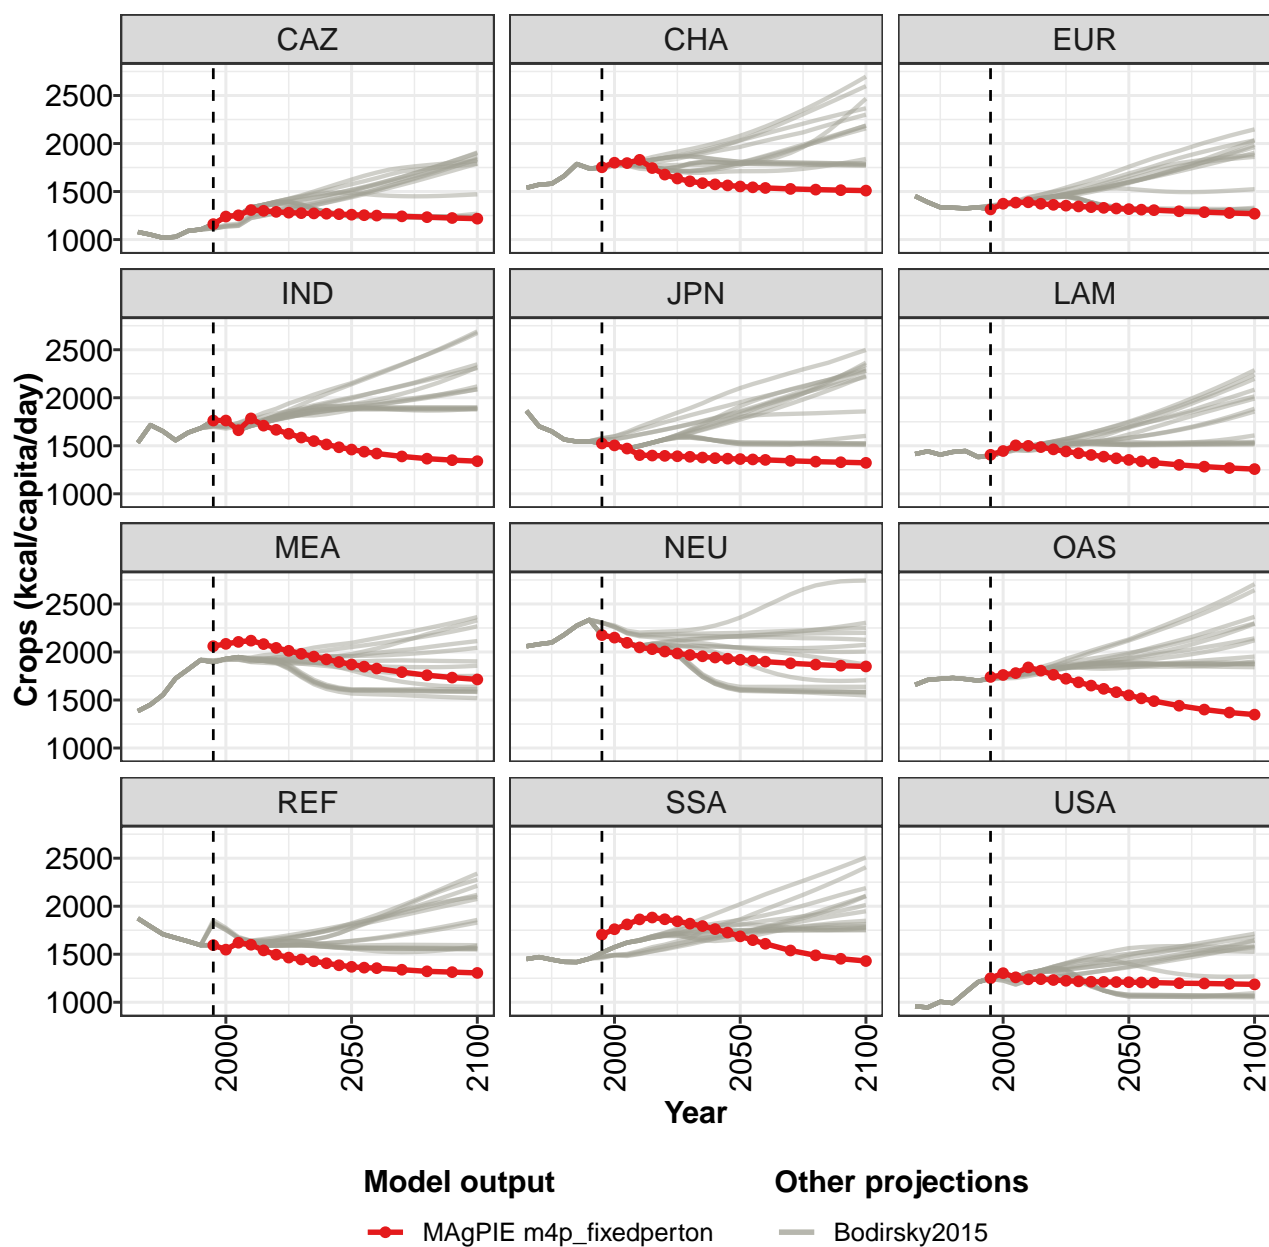 CAZ CHA EUR
2500
2000
1500
1000
IND JPN LAM
2500
2000
1500
1000
MEA NEU OAS
2500
2000
1500
1000
REF SSA USA
2500
2000
1500
1000
Crops (kcal/capita/day)
2000 2050 2100 2000 2050 2100 2000 2050 2100
Year
Model output Other projections
MAgPIE m4p_fixedperton Bodirsky2015